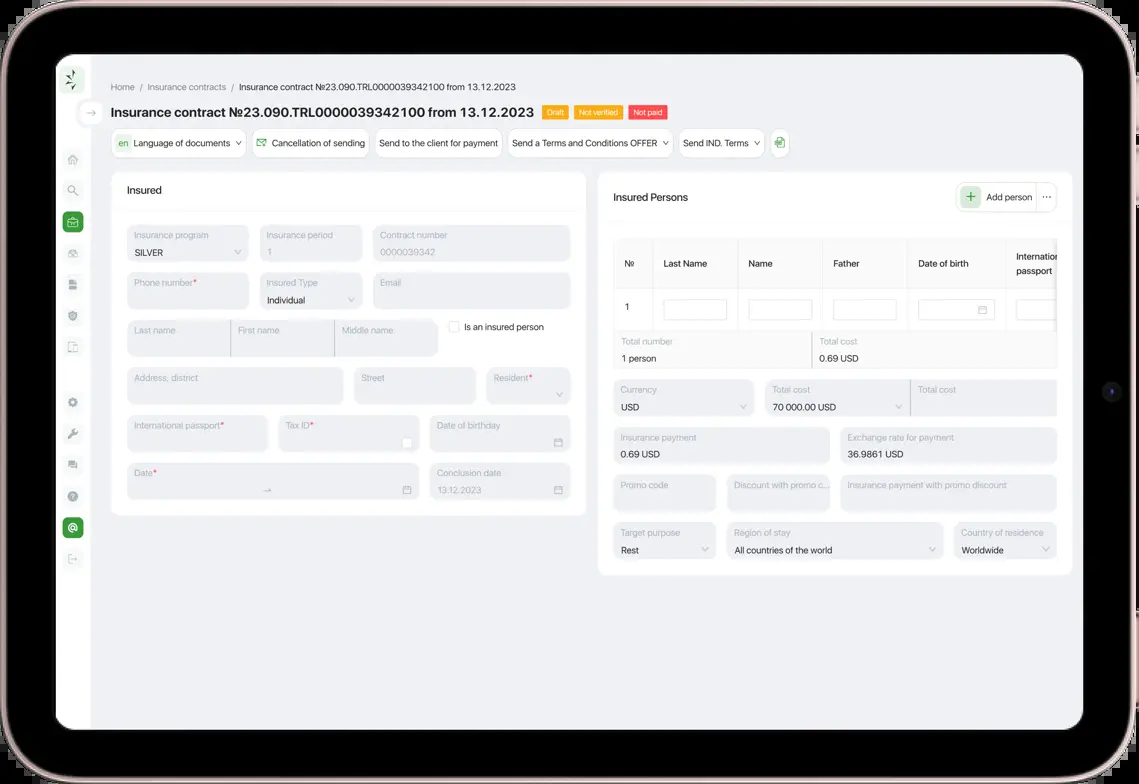 Home / Insurance contracts / Insurance contract №23.090.TRL0000039342100 from 13.12.2023
Insurance contract №23.090.TRL0000039342100 from 13.12.2023 Draft Not verified Not paid
en Language of documents Cancellation of sending Send to the client for payment Send a Terms and Conditions OFFER Send IND. Terms
Insured
Insurance program Insurance period Contract number
SILVER 1 0000039342
Phone number* Insured Type Email
Individual
Last name First name Middle name Is an insured person
Address, district Street Resident*
International passport* Tax ID* Date of birthday
Date* Conclusion date
13.12.2023
Insured Persons Add person
№ Last Name Name Father Date of birth Internation
passport
1
Total number Total cost
1 person 0.69 USD
Currency Total cost Total cost
USD 70 000.00 USD
Insurance payment Exchange rate for payment
0.69 USD 36.9861 USD
Promo code Discount with promo c... Insurance payment with promo discount
Target purpose Region of stay Country of residence
Rest All countries of the world Worldwide